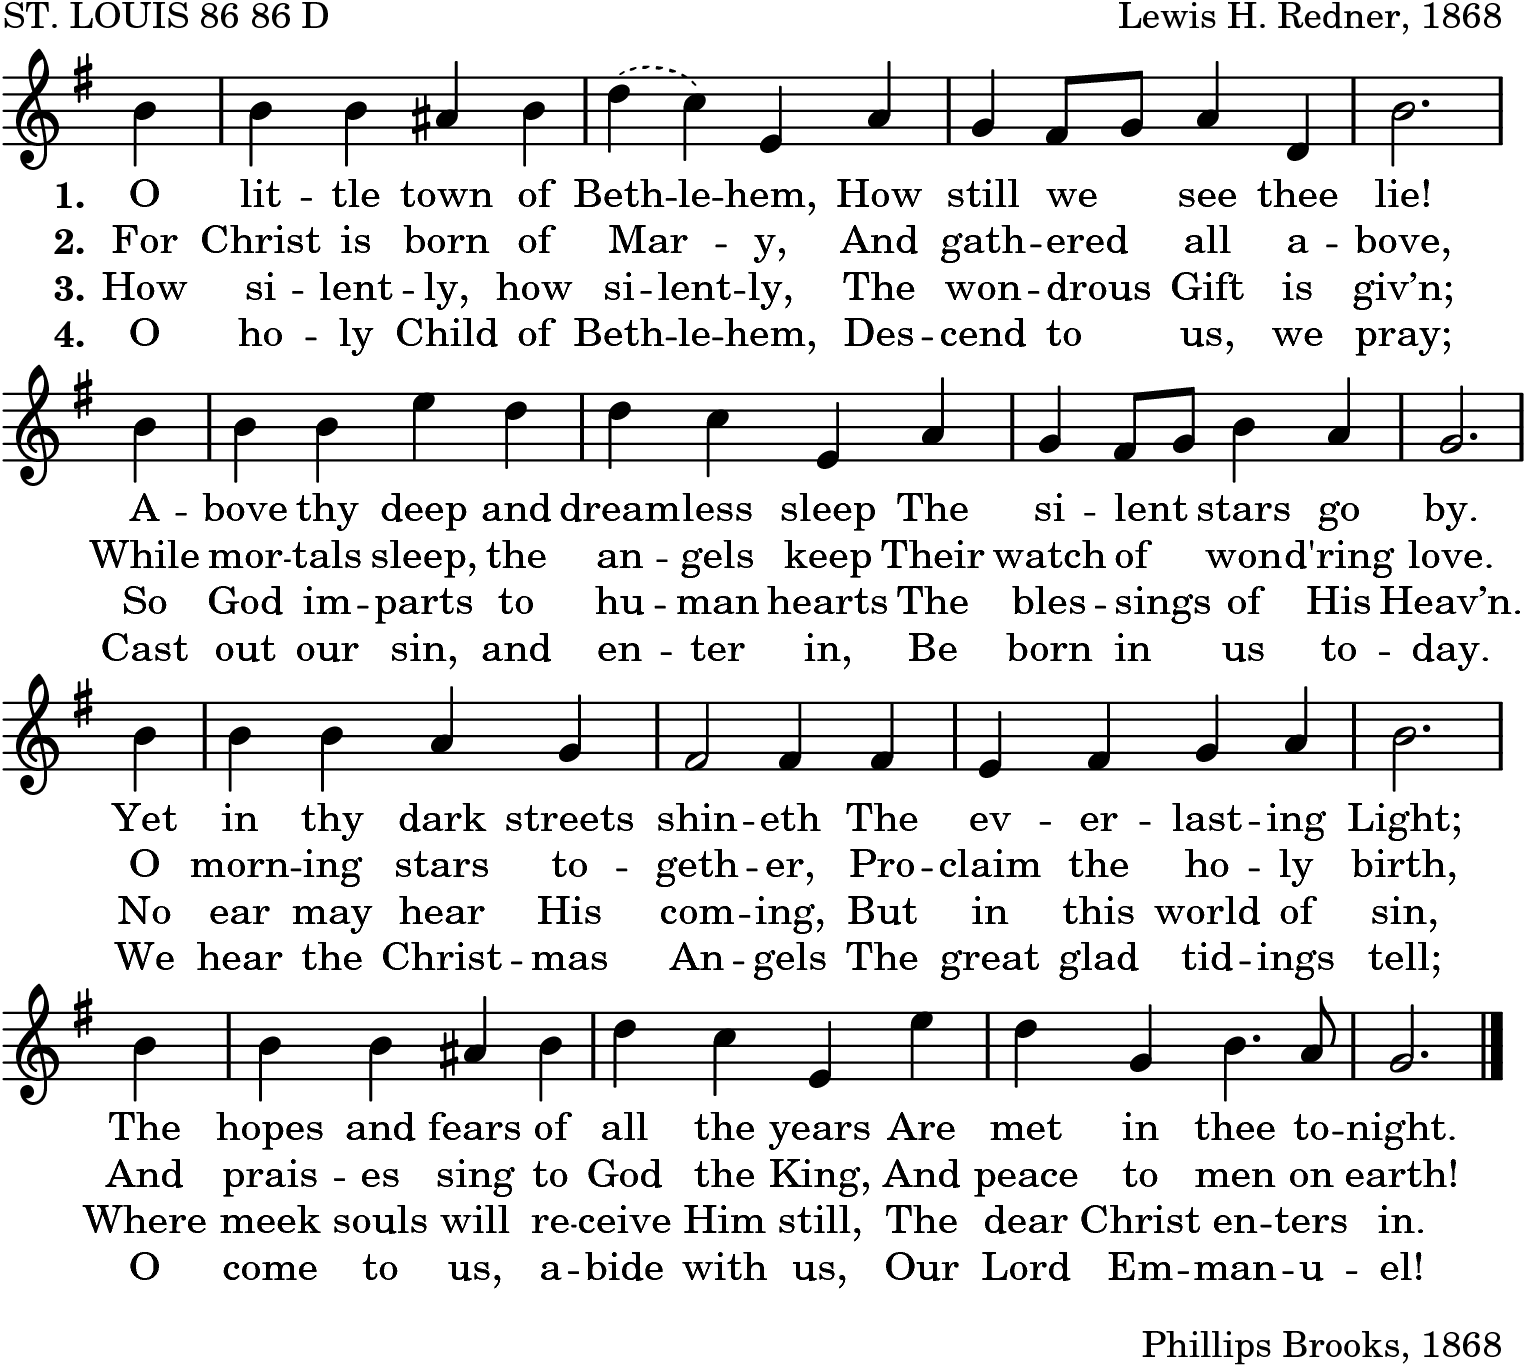 ST. LOUIS 86 86 D Lewis H. Redner, 1868
1. O lit - tle town of Beth - le - hem, How still we see thee lie!
2. For Christ is born of Mar - y, And gath - ered all a - bove,
3. How si - lent - ly, how si - lent - ly, The won - drous Gift is giv’n;
4. O ho - ly Child of Beth - le - hem, Des - cend to us, we pray;
A - bove thy deep and dreamless sleep The si - lent stars go by.
While mor - tals sleep, the an - gels keep Their watch of wond'ring love.
So God im - parts to hu - man hearts The bles - sings of His Heav’n.
Cast out our sin, and en - ter in, Be born in us to - day.
Yet in thy dark streets shin - eth The ev - er - last - ing Light;
O morn - ing stars to - geth - er, Pro - claim the ho - ly birth,
No ear may hear His com - ing, But in this world of sin,
We hear the Christ - mas An - gels The great glad tid - ings tell;
The hopes and fears of all the years Are met in thee to - night.
And prais - es sing to God the King, And peace to men on earth!
Where meek souls will re - ceive Him still, The dear Christ en - ters in.
O come to us, a - bide with us, Our Lord Em - man - u - el!
Phillips Brooks, 1868